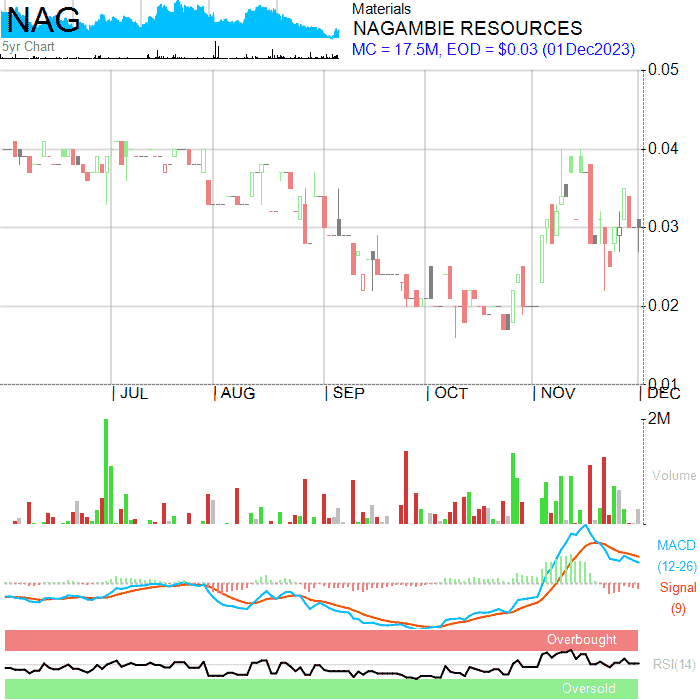 NAG
5yr Chart
Materials
NAGAMBIE RESOURCES
MC = 17.5M, EOD = $0.03 (01Dec2023)
0.05
0.04
0.03
0.02
0.01
JUL AUG SEP OCT NOV DEC
2M
Volume
MACD
(12-26)
Signal
(9)
Overbought
RSI(14)
Oversold